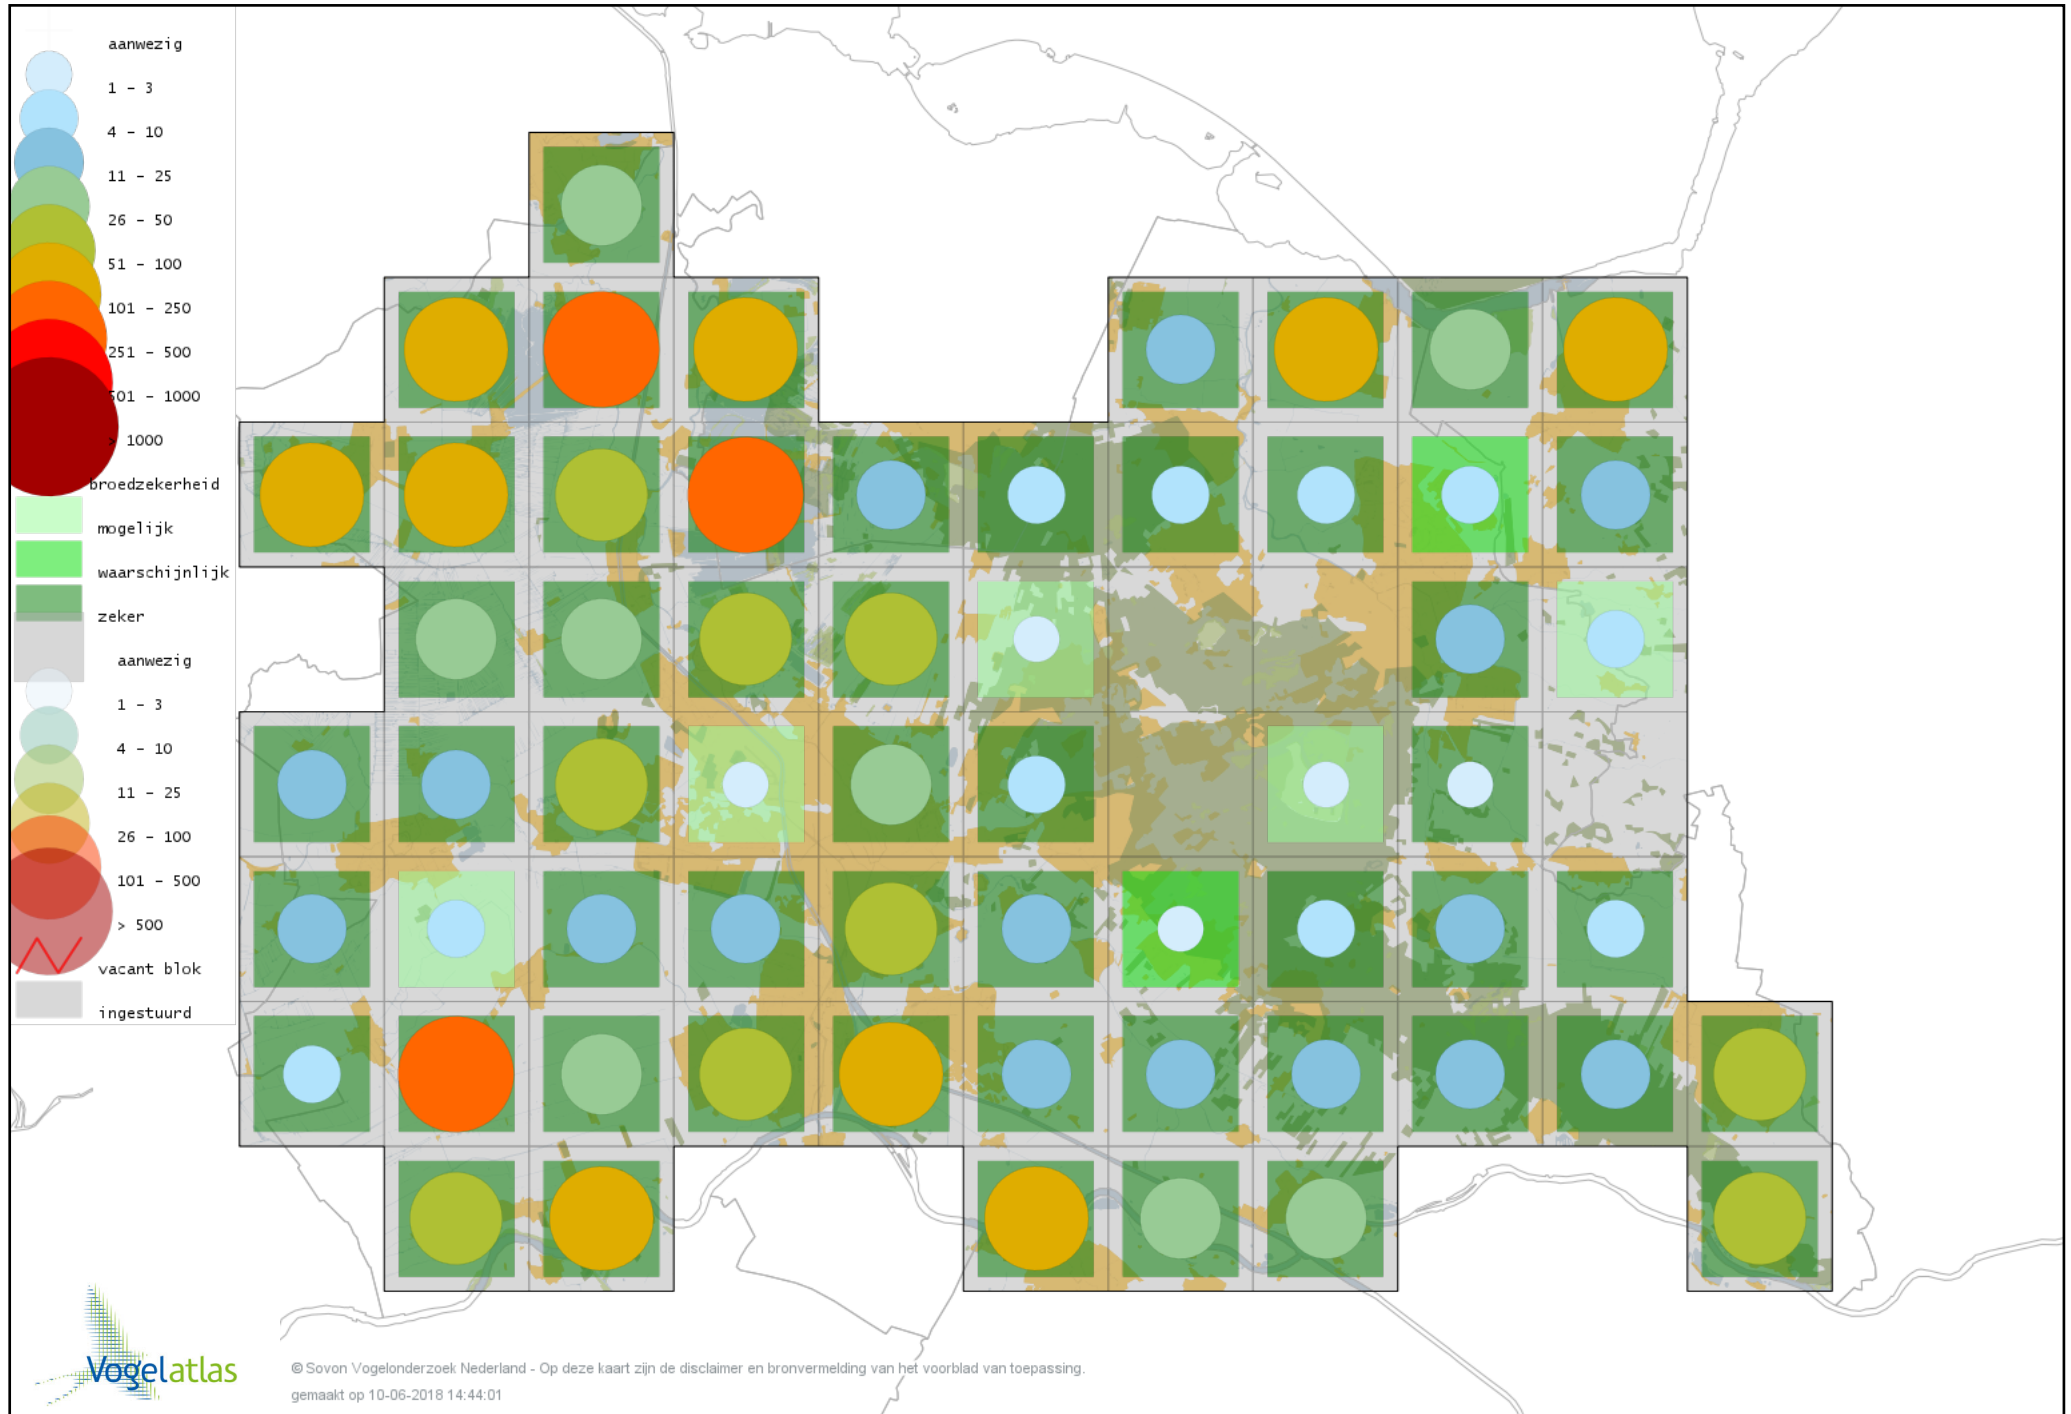 aanwezig
1 - 3
4 - 10
11 - 25
26 - 50
51 - 100
101 - 250
251 - 500
501 - 1000
> 1000
broedzekerheid
mogelijk
waarschijnlijk
zeker
aanwezig
1 - 3
4 - 10
11 - 25
26 - 100
101 - 500
> 500
vacant blok
ingestuurd
Vogelatlas
© Sovon Vogelonderzoek Nederland - Op deze kaart zijn de disclaimer en bronvermelding van het voorblad van toepassing.
gemaakt op 10-06-2018 14:44:01